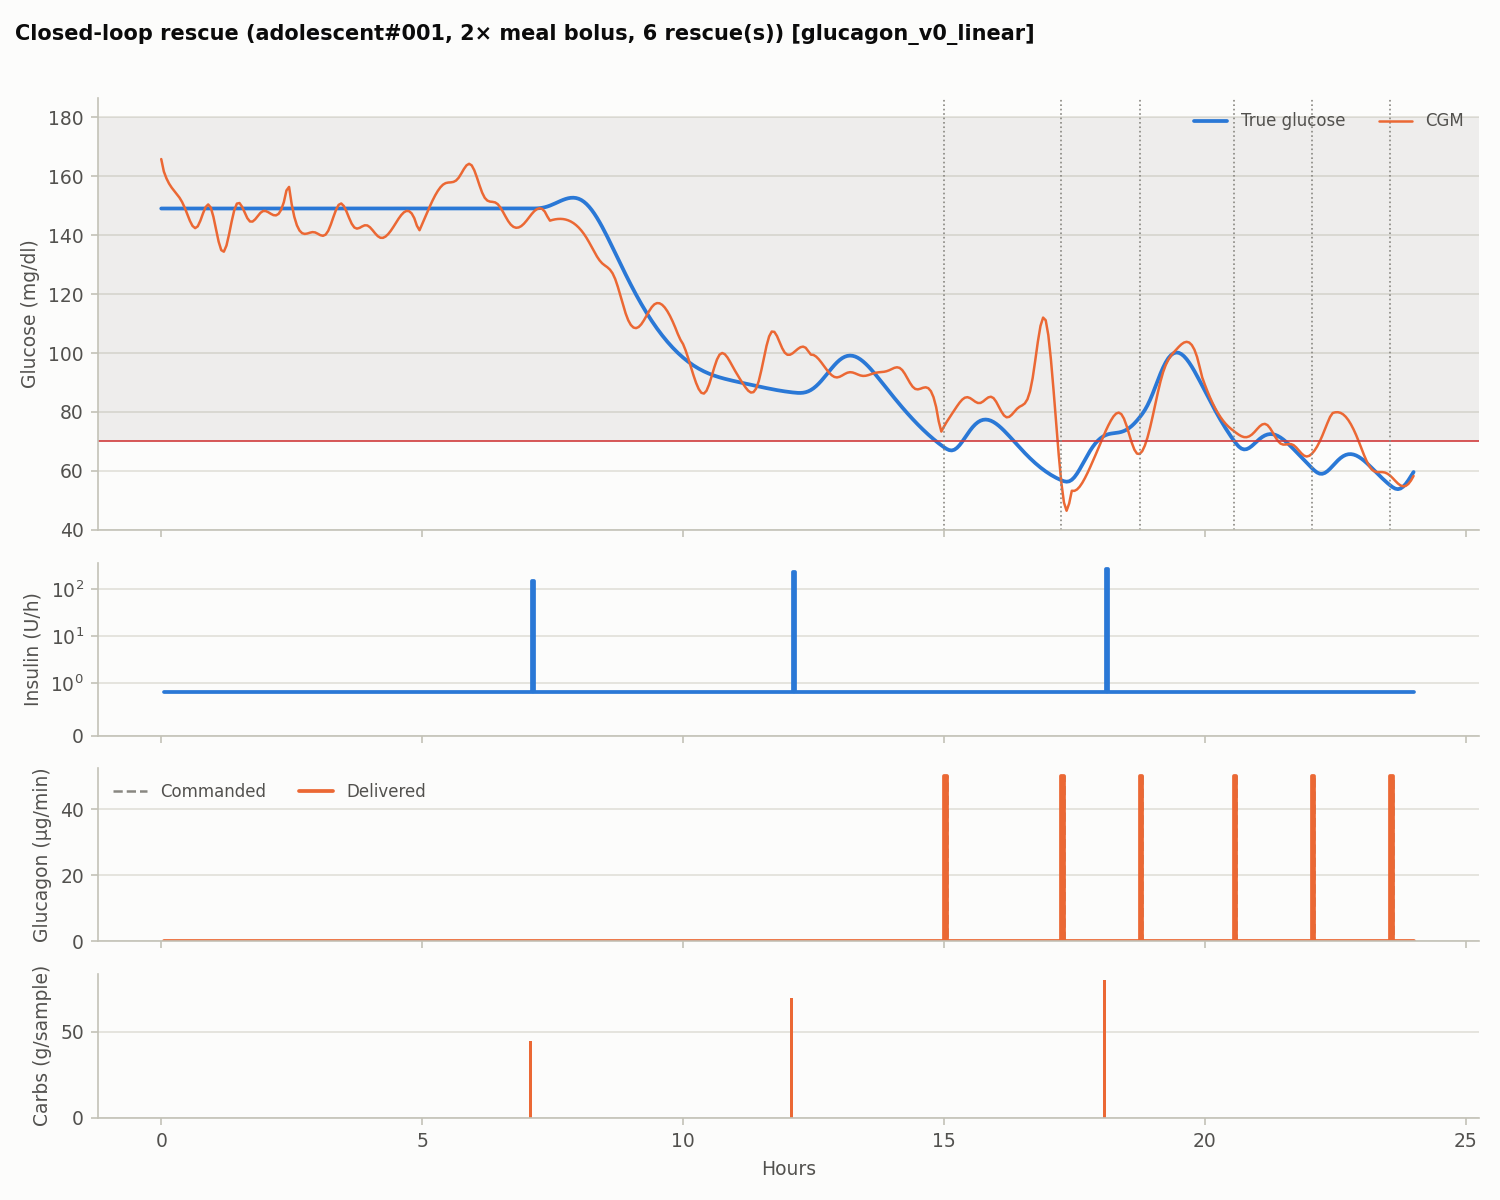 Closed-loop rescue (adolescent#001, 2× meal bolus, 6 rescue(s)) [glucagon_v0_linear]
True glucose CGM
Glucose (mg/dl)
180
160
140
120
100
80
60
40
Insulin (U/h)
10²
10¹
10⁰
0
Commanded Delivered
Glucagon (µg/min)
40
20
0
Carbs (g/sample)
50
0
0 5 10 15 20 25
Hours